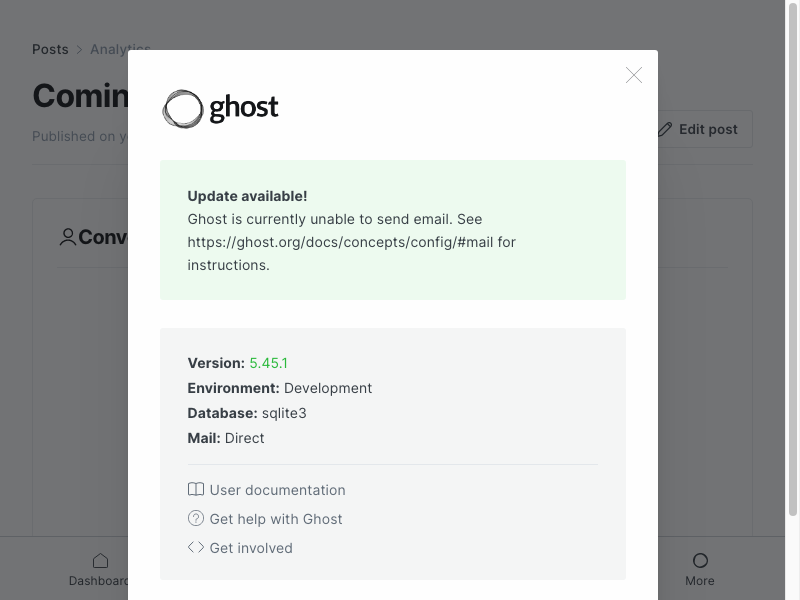 Posts > Analytics
Comin
Published on y
Edit post
Conv
ghost
Update available!
Ghost is currently unable to send email. See
https://ghost.org/docs/concepts/config/#mail for
instructions.
Version: 5.45.1
Environment: Development
Database: sqlite3
Mail: Direct
User documentation
Get help with Ghost
Get involved
Dashboard
More